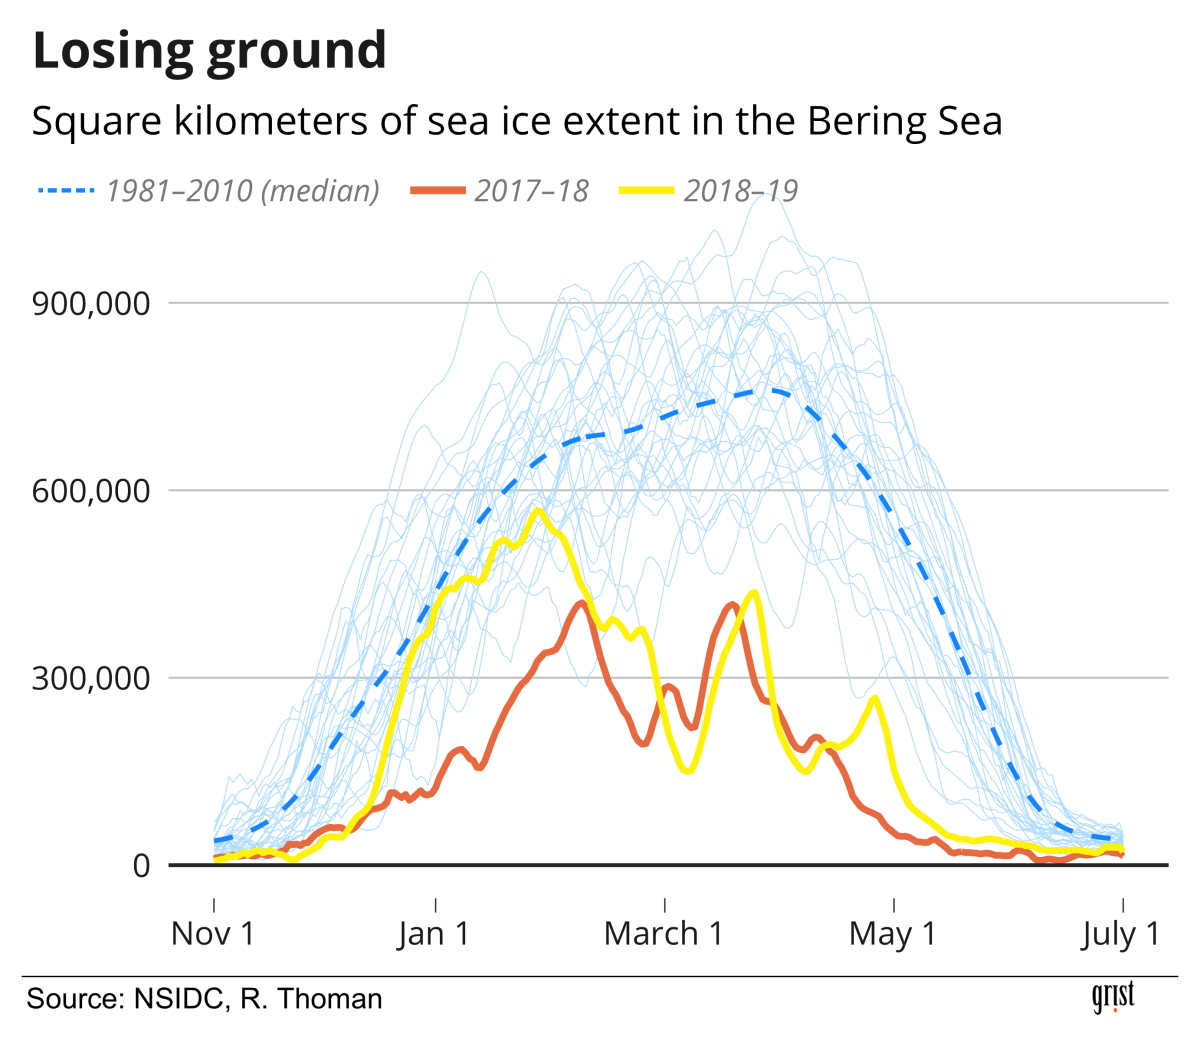 Losing ground
Square kilometers of sea ice extent in the Bering Sea
1981–2010 (median) 2017–18 2018–19
900,000
600,000
300,000
0
Nov 1 Jan 1 March 1 May 1 July 1
Source: NSIDC, R. Thoman
grist